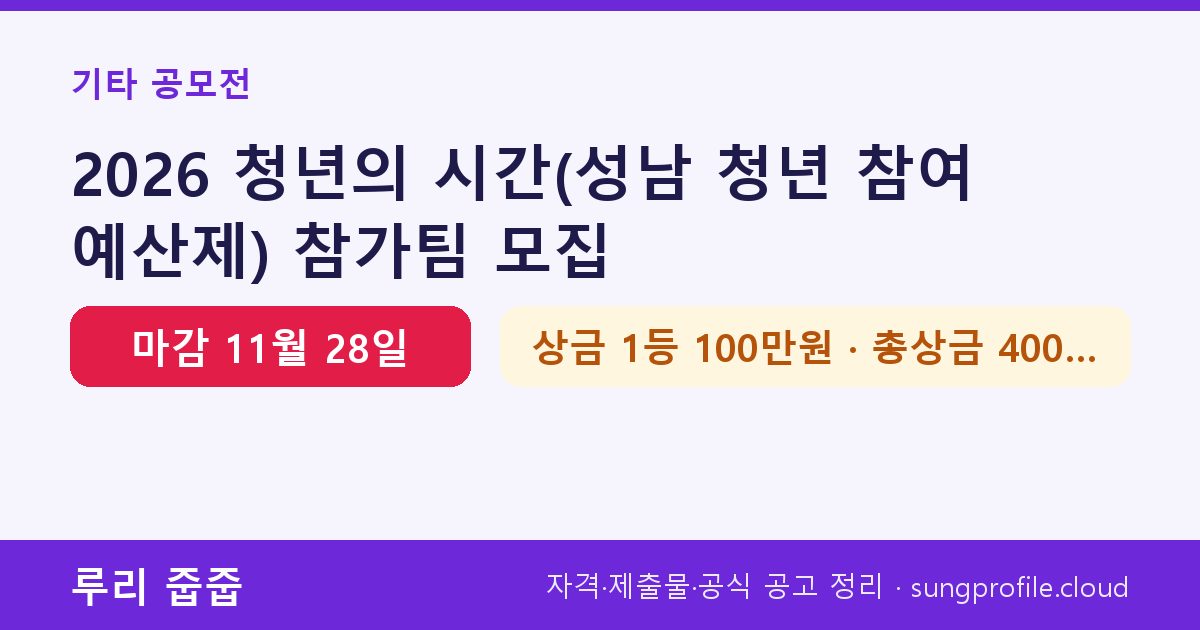 기타 공모전
2026 청년의 시간(성남 청년 참여
예산제) 참가팀 모집
마감 11월 28일
상금 1등 100만원 · 총상금 400...
루리 줍줍
자격·제출물·공식 공고 정리 · sungprofile.cloud